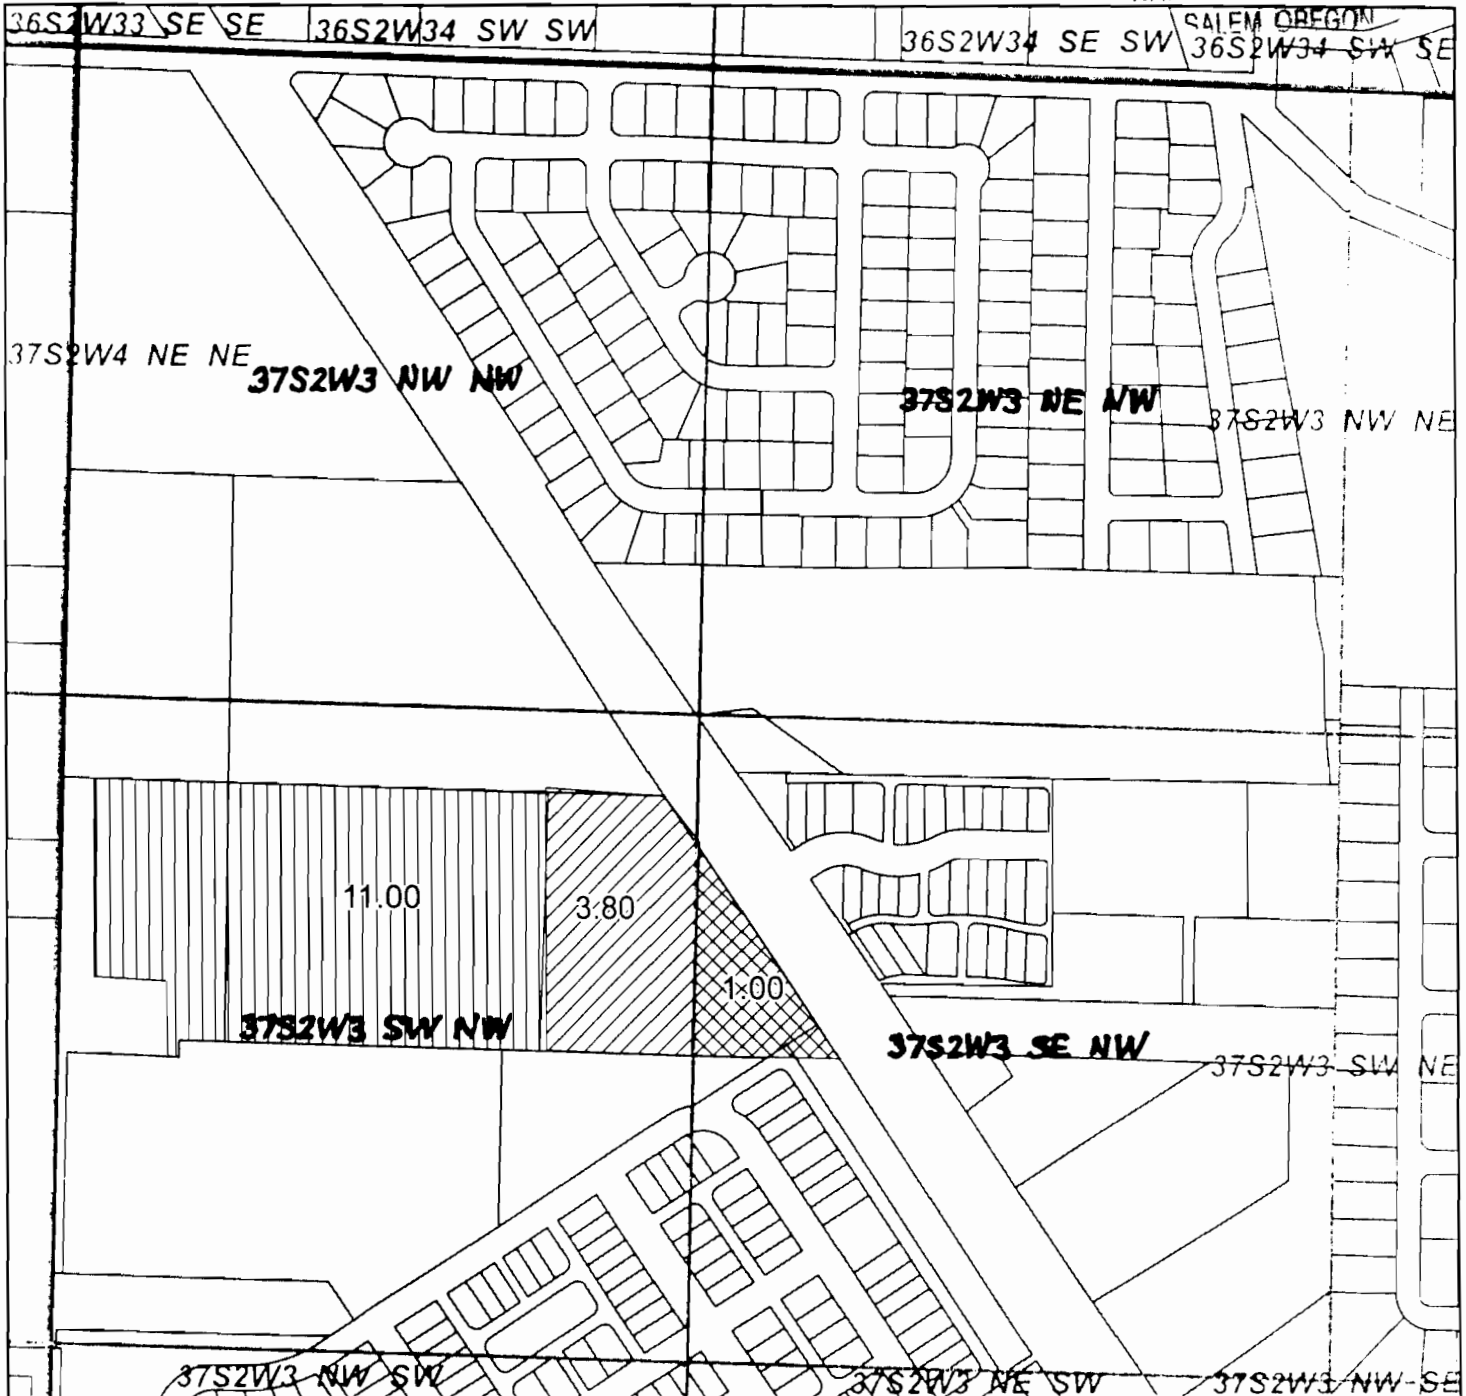 SALEM OREGON
36S2W33 SE SE
36S2W34 SW SW
36S2W34 SE SW
36S2W34 SW SE
37S2W4 NE NE
37S2W3 NW NW
37S2W3 NE NW
37S2W3 NW NE
11.00
3.80
1.00
37S2W3 SW NW
37S2W3 SE NW
37S2W3 SW NE
37S2W3 NW SW
37S2W3 NE SW
37S2W3 NW SE